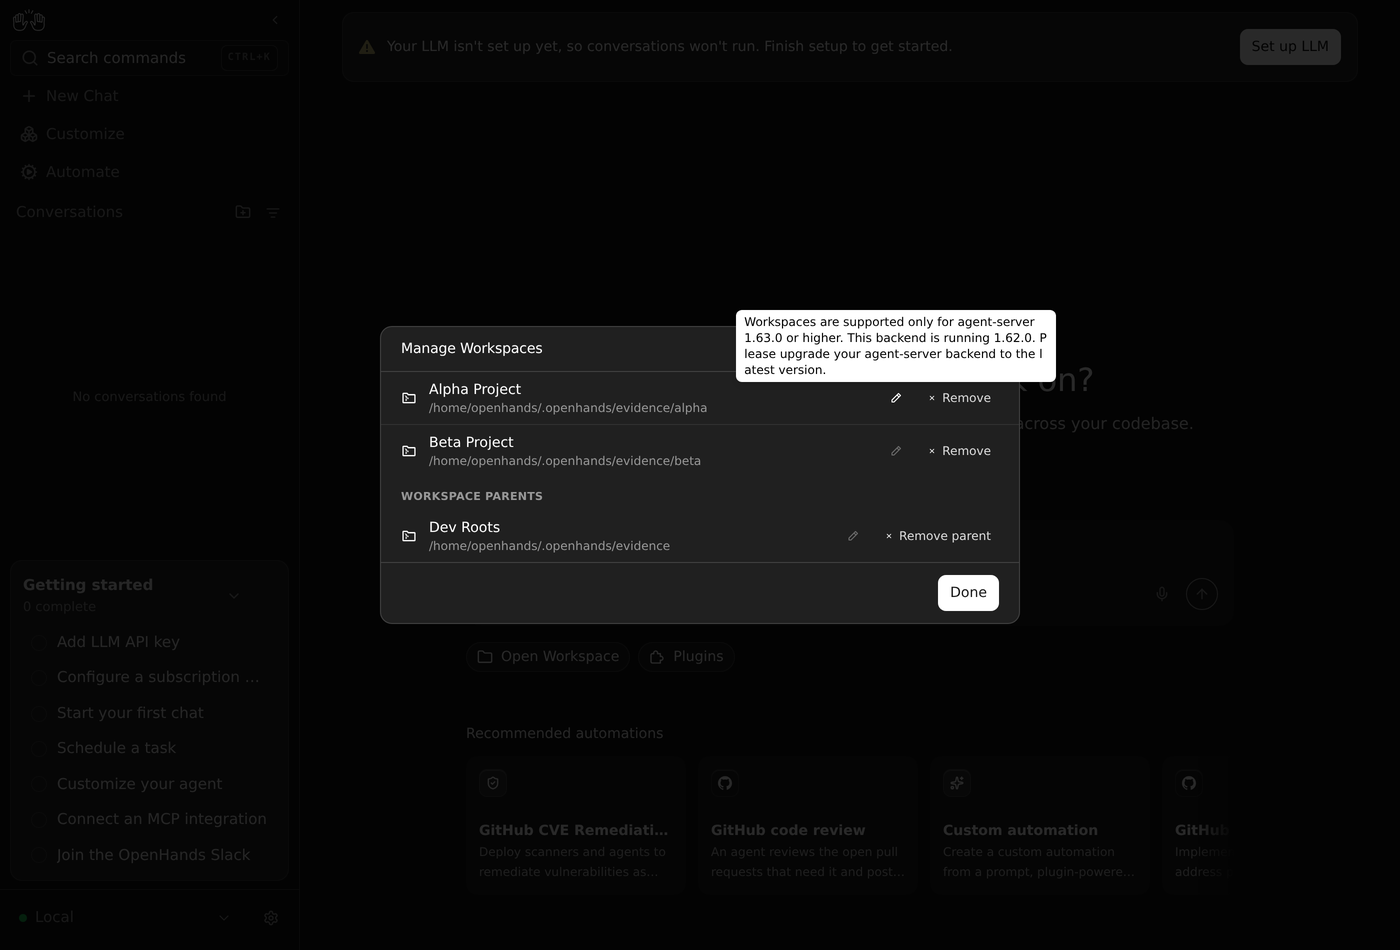 Your LLM isn't set up yet, so conversations won't run. Finish setup to get started.
Set up LLM
Search commands
CTRL+K
New Chat
Customize
Automate
Conversations
No conversations found
Workspaces are supported only for agent-server
1.63.0 or higher. This backend is running 1.62.0. P
lease upgrade your agent-server backend to the l
atest version.
Manage Workspaces
Alpha Project
/home/openhands/.openhands/evidence/alpha
× Remove
Beta Project
/home/openhands/.openhands/evidence/beta
× Remove
WORKSPACE PARENTS
Dev Roots
/home/openhands/.openhands/evidence
× Remove parent
Done
on?
across your codebase.
Getting started
0 complete
Add LLM API key
Configure a subscription ...
Start your first chat
Schedule a task
Customize your agent
Connect an MCP integration
Join the OpenHands Slack
Local
Open Workspace
Plugins
Recommended automations
GitHub CVE Remediati...
Deploy scanners and agents to
remediate vulnerabilities as...
GitHub code review
An agent reviews the open pull
requests that need it and post...
Custom automation
Create a custom automation
from a prompt, plugin-powere...
GitHub
Impleme
address